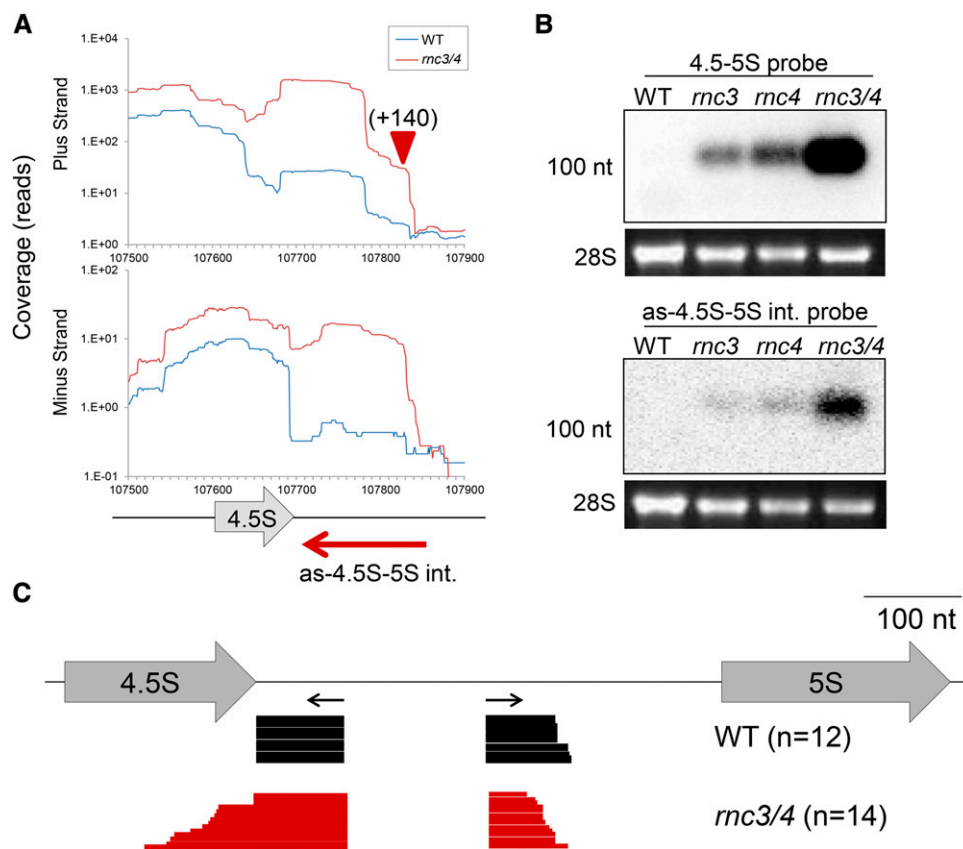 A
Coverage (reads)
Plus Strand
1.E+04
1.E+03
1.E+02
1.E+01
1.E+00
WT
rnc3/4
(+140)
107500 107600 107700 107800 107900
Minus Strand
1.E+02
1.E+01
1.E+00
1.E-01
107500 107600 107700 107800 107900
4.5S
as-4.5S-5S int.
B
4.5-5S probe
WT rnc3 rnc4 rnc3/4
100 nt
28S
as-4.5S-5S int. probe
WT rnc3 rnc4 rnc3/4
100 nt
28S
C
100 nt
4.5S
5S
WT (n=12)
rnc3/4 (n=14)